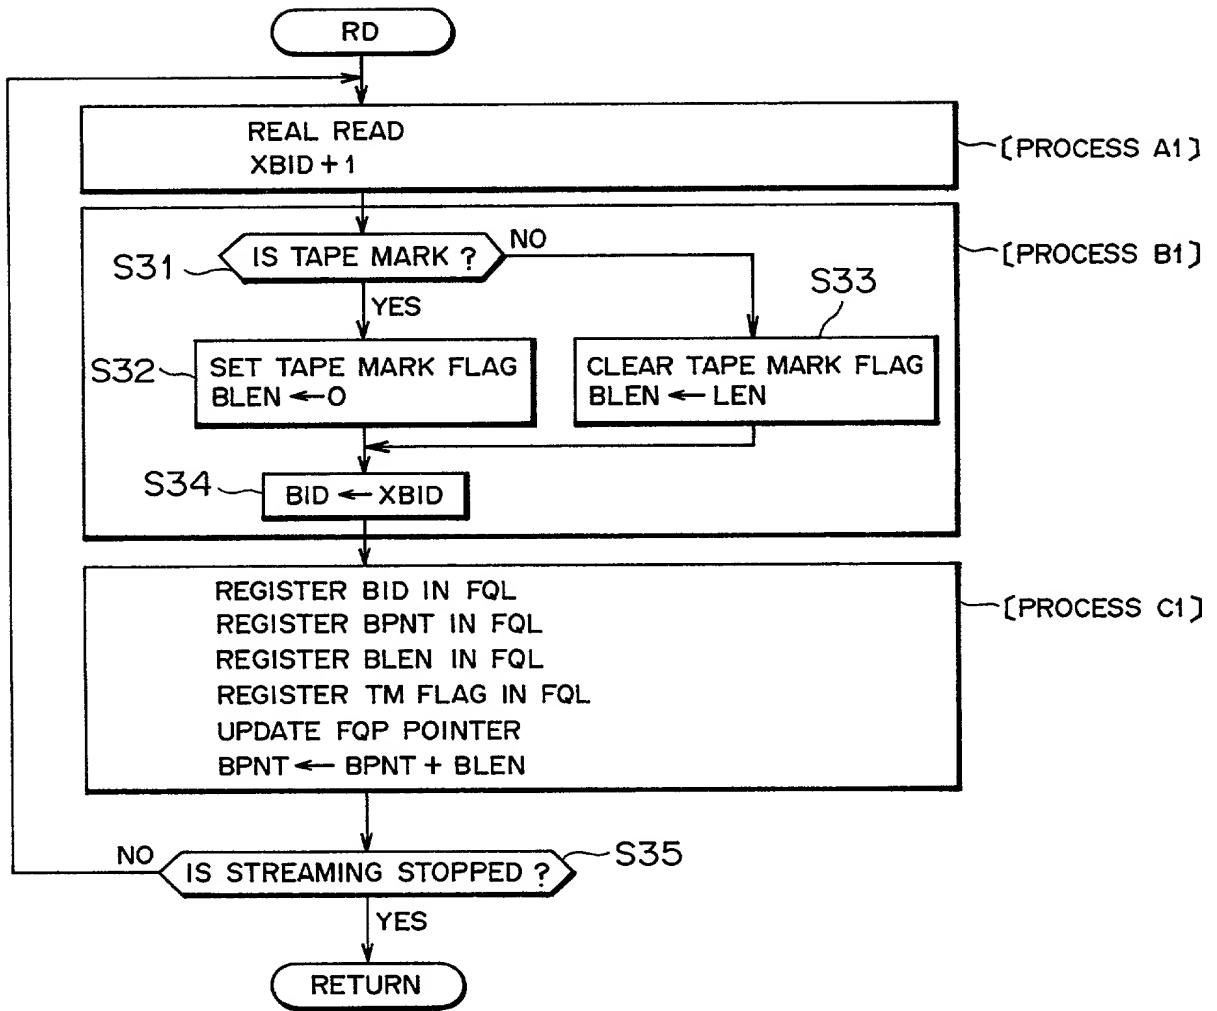 RD
REAL READ
XBID + 1
[PROCESS A1]
S31
IS TAPE MARK ?
NO
[PROCESS B1]
YES
S33
S32
SET TAPE MARK FLAG
BLEN ← 0
CLEAR TAPE MARK FLAG
BLEN ← LEN
S34
BID ← XBID
REGISTER BID IN FQL
REGISTER BPNT IN FQL
REGISTER BLEN IN FQL
REGISTER TM FLAG IN FQL
UPDATE FQP POINTER
BPNT ← BPNT + BLEN
[PROCESS C1]
NO
IS STREAMING STOPPED ?
S35
YES
RETURN